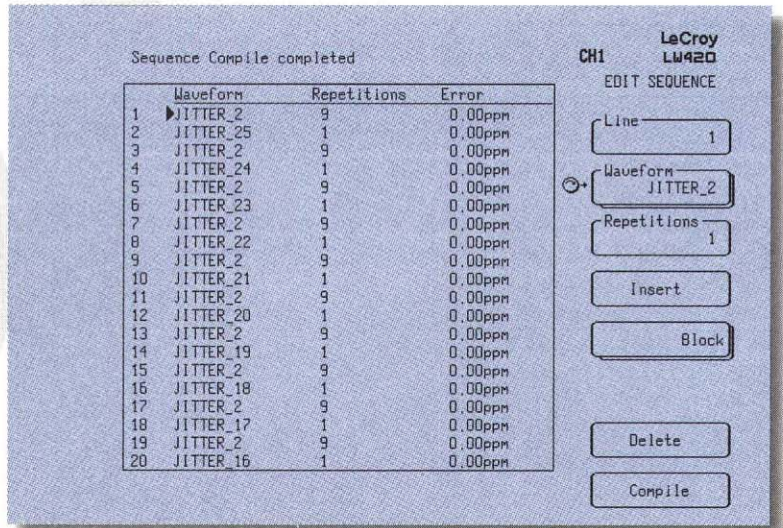 LeCroy
Sequence Compile completed CH1 LW420
EDIT SEQUENCE
Waveform Repetitions Error
1 JITTER_2 9 0.00ppm
2 JITTER_25 1 0.00ppm
3 JITTER_2 9 0.00ppm
4 JITTER_24 1 0.00ppm
5 JITTER_2 9 0.00ppm
6 JITTER_23 1 0.00ppm
7 JITTER_2 9 0.00ppm
8 JITTER_22 1 0.00ppm
9 JITTER_2 9 0.00ppm
10 JITTER_21 1 0.00ppm
11 JITTER_2 9 0.00ppm
12 JITTER_20 1 0.00ppm
13 JITTER_2 9 0.00ppm
14 JITTER_19 1 0.00ppm
15 JITTER_2 9 0.00ppm
16 JITTER_18 1 0.00ppm
17 JITTER_2 9 0.00ppm
18 JITTER_17 1 0.00ppm
19 JITTER_2 9 0.00ppm
20 JITTER_16 1 0.00ppm
Line
1
Waveform
JITTER_2
Repetitions
1
Insert
Block
Delete
Compile